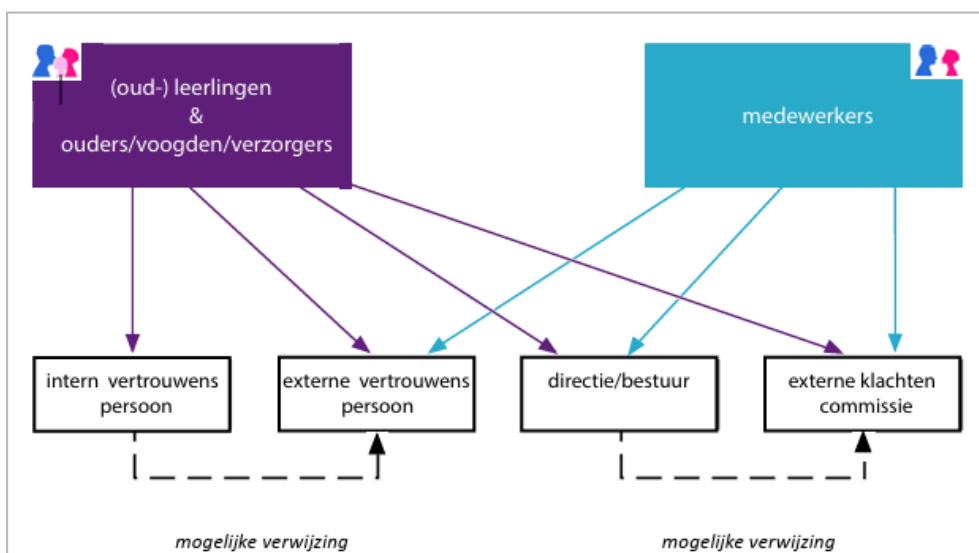 (oud-) leerlingen
&
ouders/voogden/verzorgers
medewerkers
intern vertrouwens
persoon
externe vertrouwens
persoon
directie/bestuur
externe klachten
commissie
mogelijke verwijzing
mogelijke verwijzing